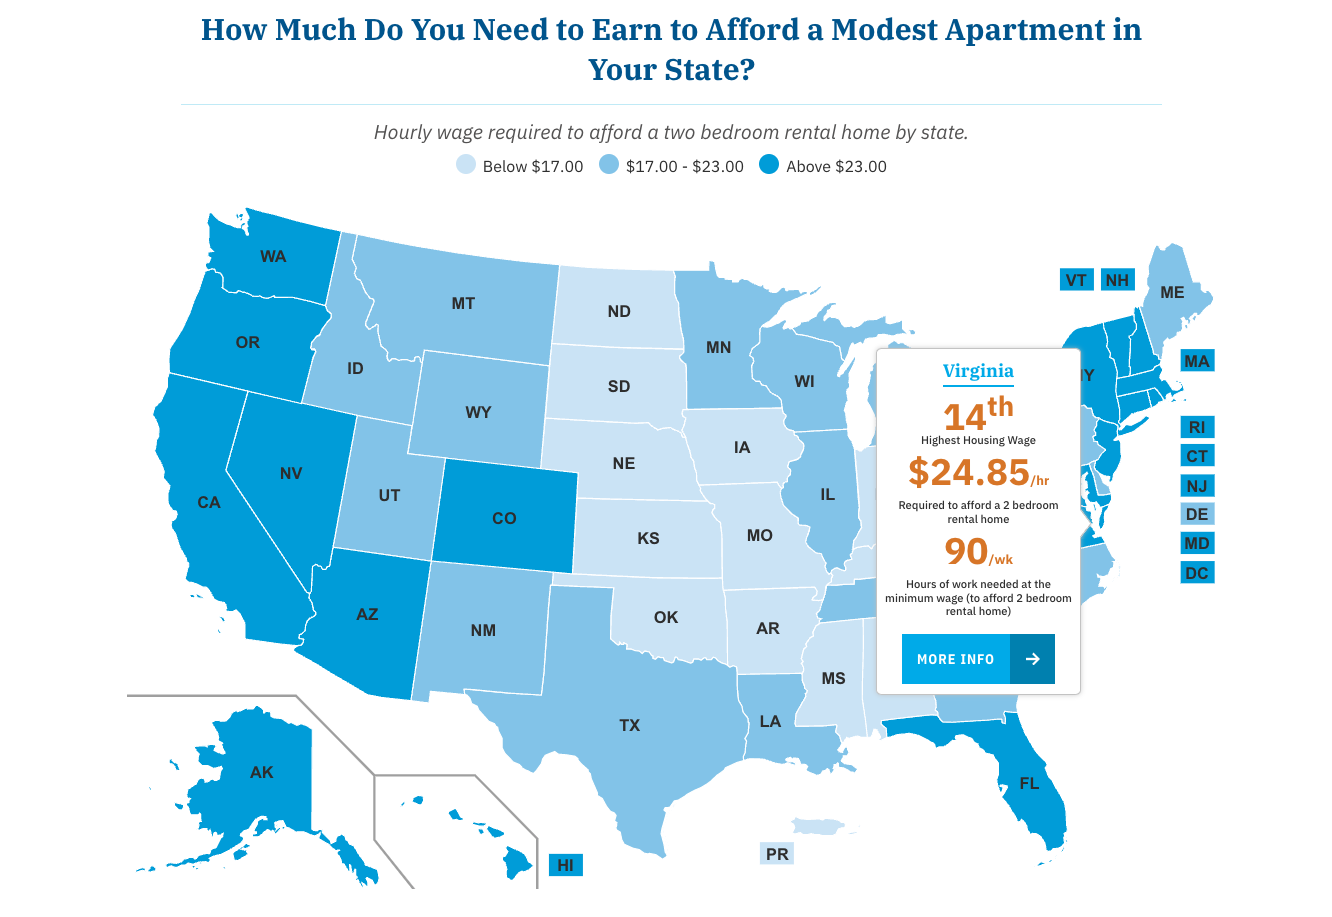 How Much Do You Need to Earn to Afford a Modest Apartment in
Your State?
Hourly wage required to afford a two bedroom rental home by state.
Below $17.00 $17.00 - $23.00 Above $23.00
WA
MT
ND
MN
OR
ID
SD
WI
WY
NV
UT
CO
NE
IA
IL
CA
KS
MO
AZ
NM
OK
AR
MS
TX
LA
FL
AK
HI
PR
VT NH
ME
MA
RI
CT
NJ
DE
MD
DC
Virginia
14th
Highest Housing Wage
$24.85/hr
Required to afford a 2 bedroom
rental home
90/wk
Hours of work needed at the
minimum wage (to afford 2 bedroom
rental home)
MORE INFO